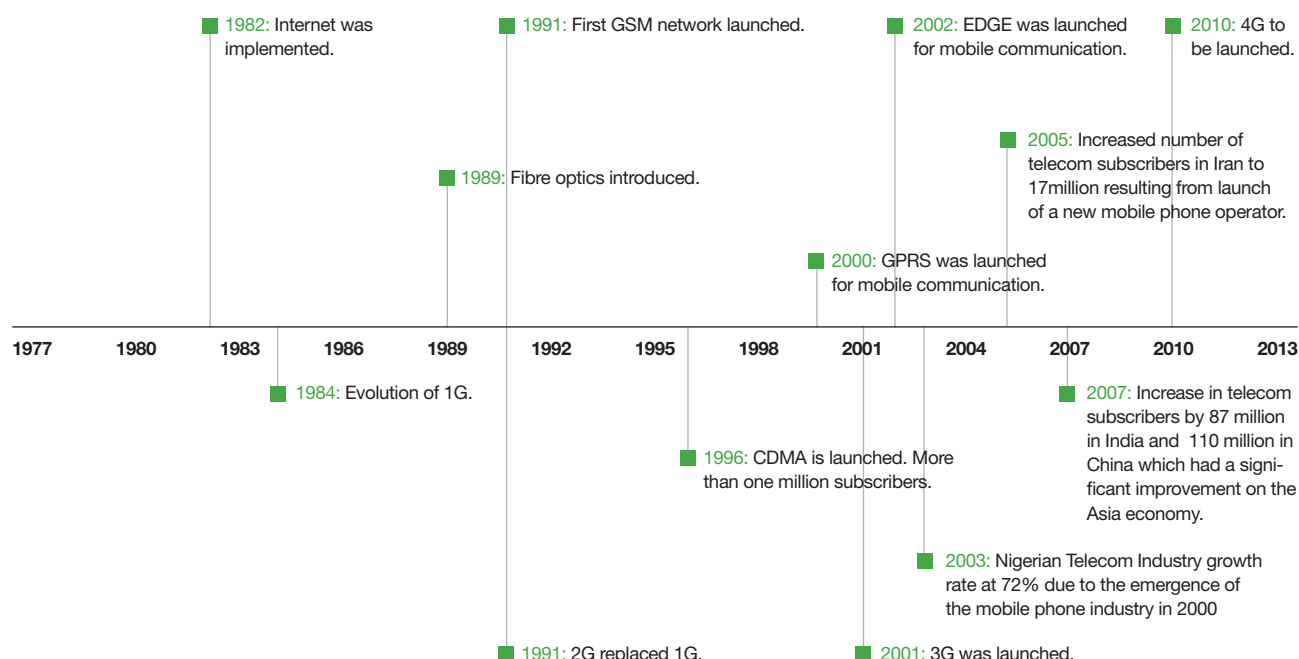 1982: Internet was
implemented.
1991: First GSM network launched.
2002: EDGE was launched
for mobile communication.
2010: 4G to
be launched.
2005: Increased number of
telecom subscribers in Iran to
17million resulting from launch
of a new mobile phone operator.
1989: Fibre optics introduced.
2000: GPRS was launched
for mobile communication.
1977 1980 1983 1986 1989 1992 1995 1998 2001 2004 2007 2010 2013
1984: Evolution of 1G.
2007: Increase in telecom
subscribers by 87 million
in India and 110 million in
China which had a signi-
ficant improvement on the
Asia economy.
1996: CDMA is launched. More
than one million subscribers.
2003: Nigerian Telecom Industry growth
rate at 72% due to the emergence of
the mobile phone industry in 2000
1991: 2G replaced 1G.
2001: 3G was launched.